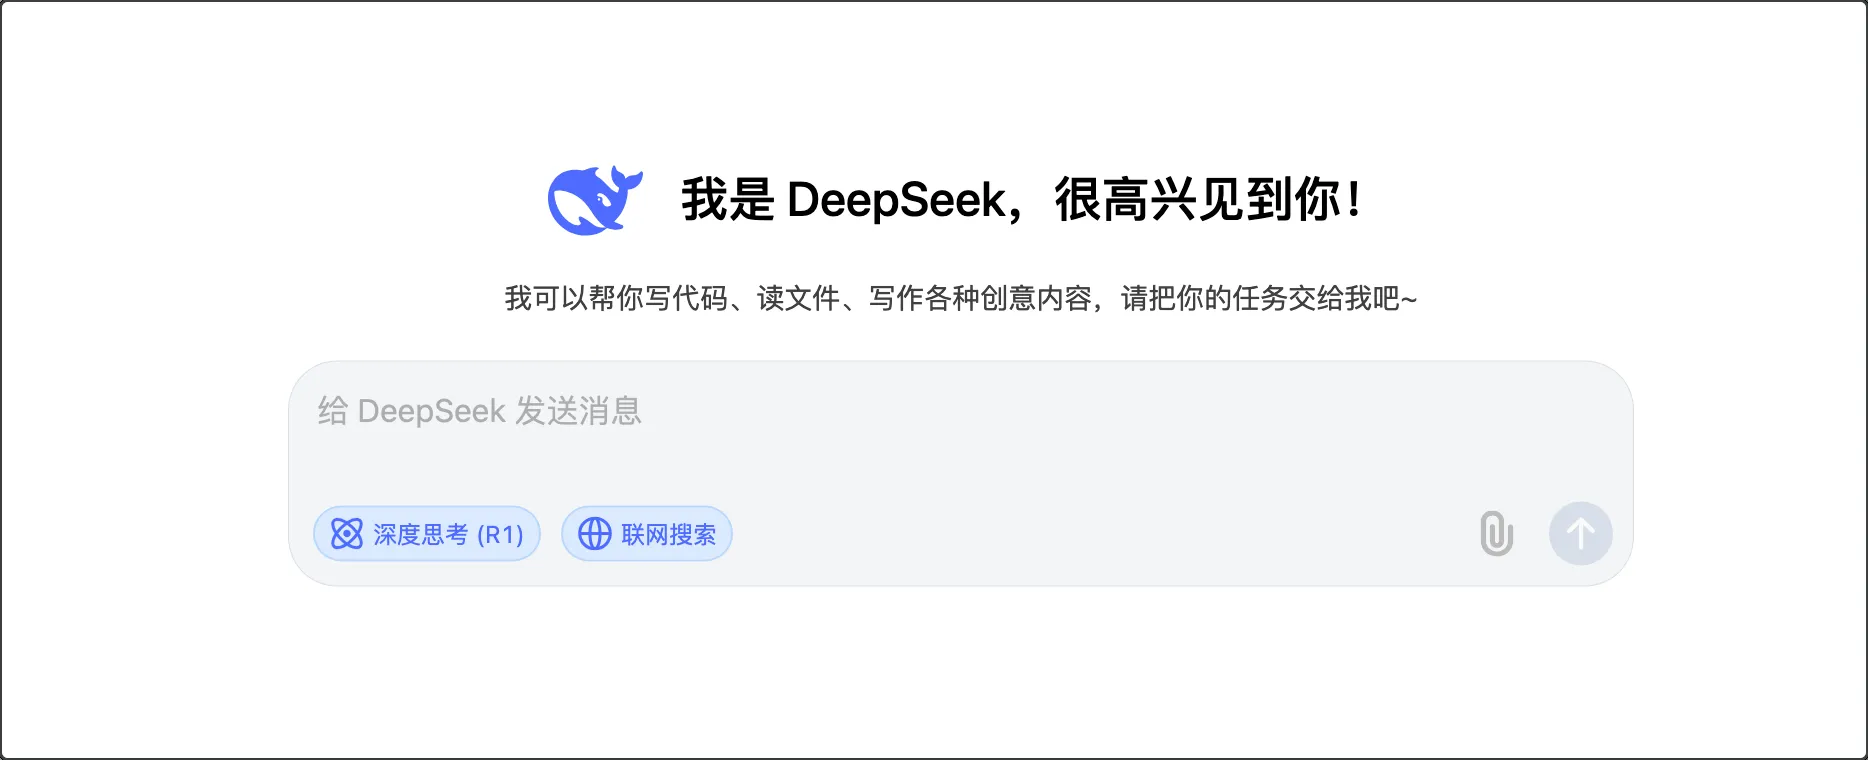 我是 DeepSeek，很高兴见到你！
我可以帮你写代码、读文件、写作各种创意内容，请把你的任务交给我吧~
给 DeepSeek 发送消息
深度思考 (R1)
联网搜索